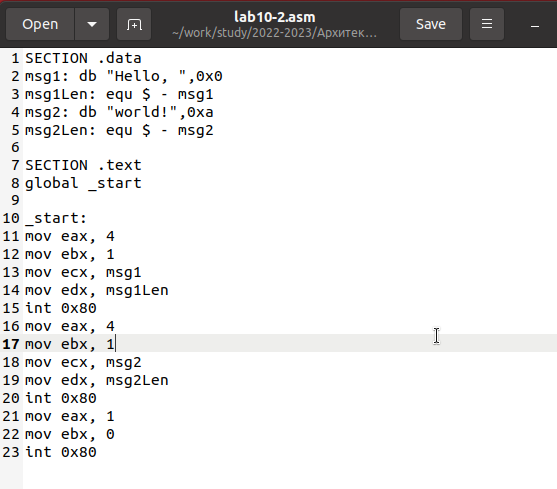 Open
lab10-2.asm
~/work/study/2022-2023/Архитек...
Save
1 SECTION .data
2 msg1: db "Hello, ",0x0
3 msg1Len: equ $ - msg1
4 msg2: db "world!",0xa
5 msg2Len: equ $ - msg2
6
7 SECTION .text
8 global _start
9
10 _start:
11 mov eax, 4
12 mov ebx, 1
13 mov ecx, msg1
14 mov edx, msg1Len
15 int 0x80
16 mov eax, 4
17 mov ebx, 1
18 mov ecx, msg2
19 mov edx, msg2Len
20 int 0x80
21 mov eax, 1
22 mov ebx, 0
23 int 0x80